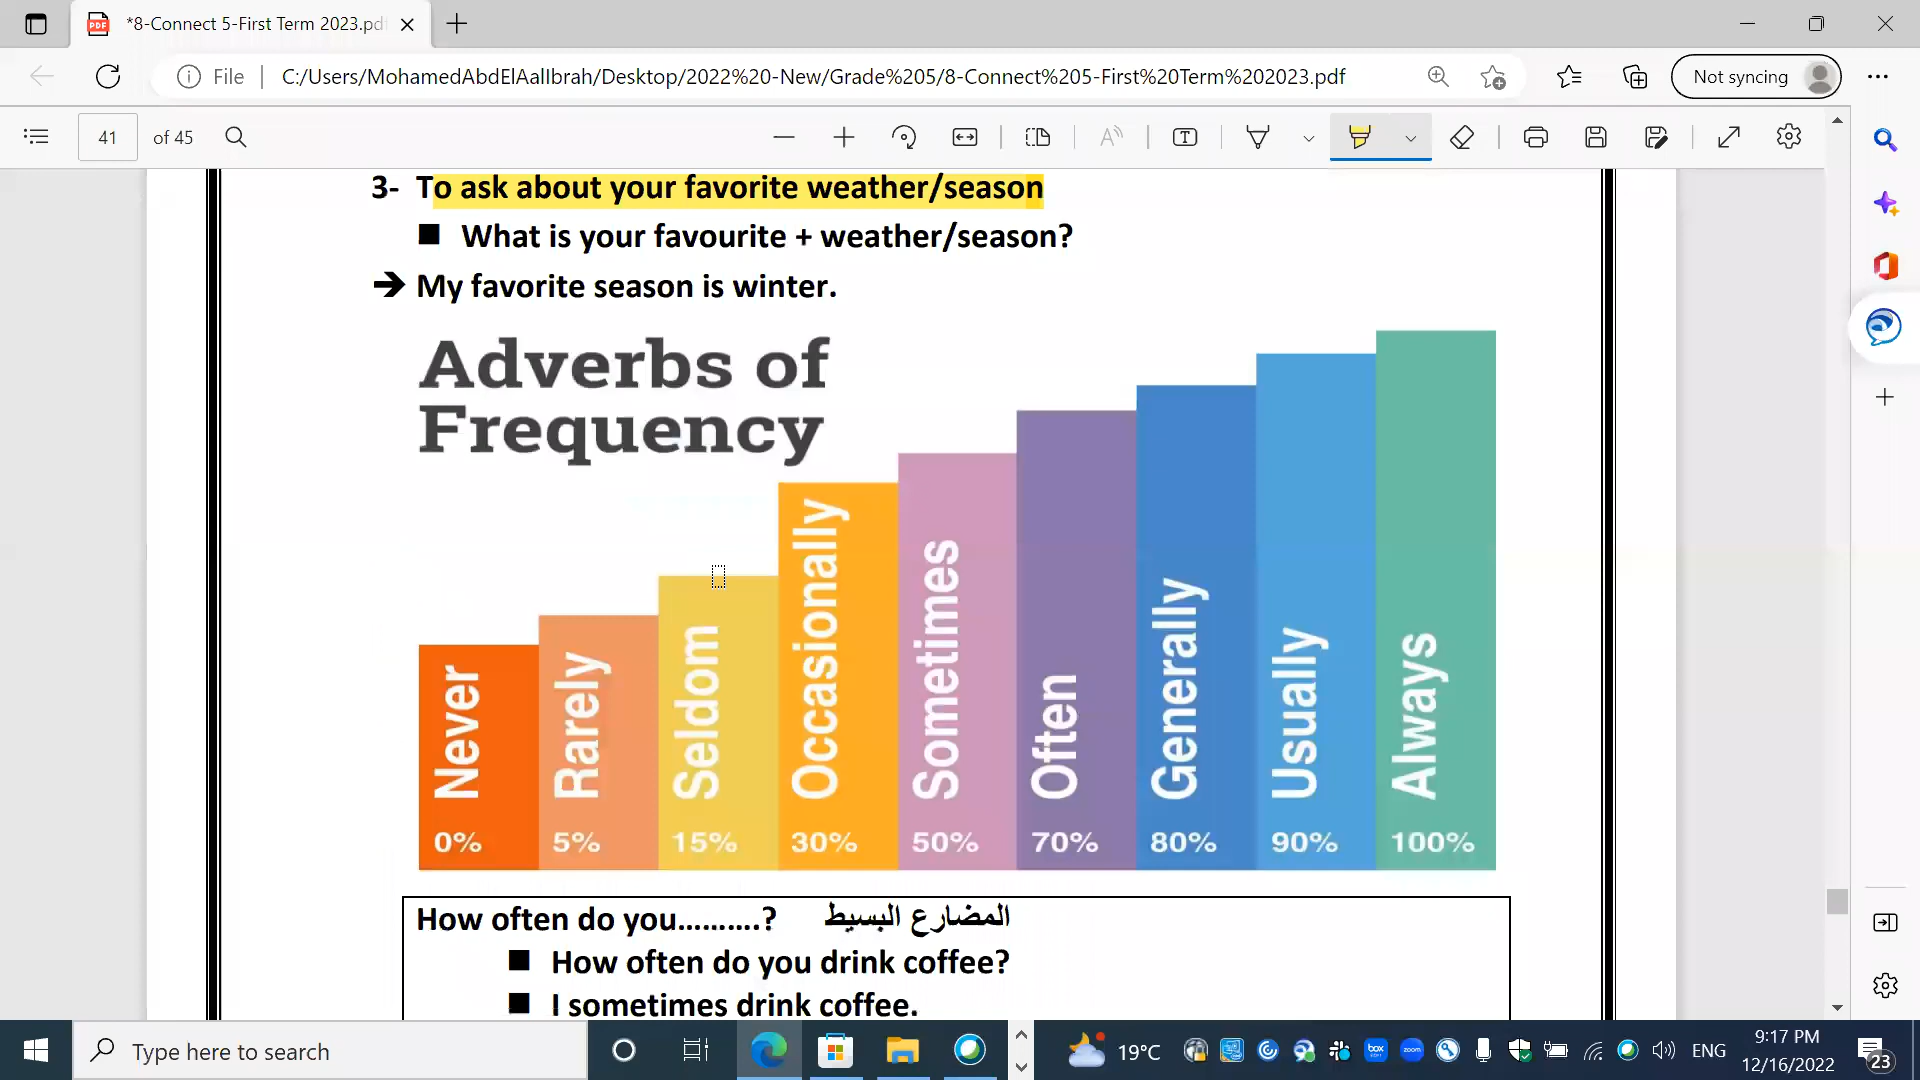 *8-Connect 5-First Term 2023.pdf
File
C:/Users/MohamedAbdElAalIbrah/Desktop/2022%20-New/Grade%205/8-Connect%205-First%20Term%202023.pdf
Not syncing
41 of 45
3- To ask about your favorite weather/season
What is your favourite + weather/season?
My favorite season is winter.
Adverbs of
Frequency
Never
Rarely
Seldom
Occasionally
Sometimes
Often
Generally
Usually
Always
0% 5% 15% 30% 50% 70% 80% 90% 100%
How often do you..........? المضارع البسيط
How often do you drink coffee?
I sometimes drink coffee.
Type here to search
19°C
box
zoom
ENG
9:17 PM
12/16/2022
23